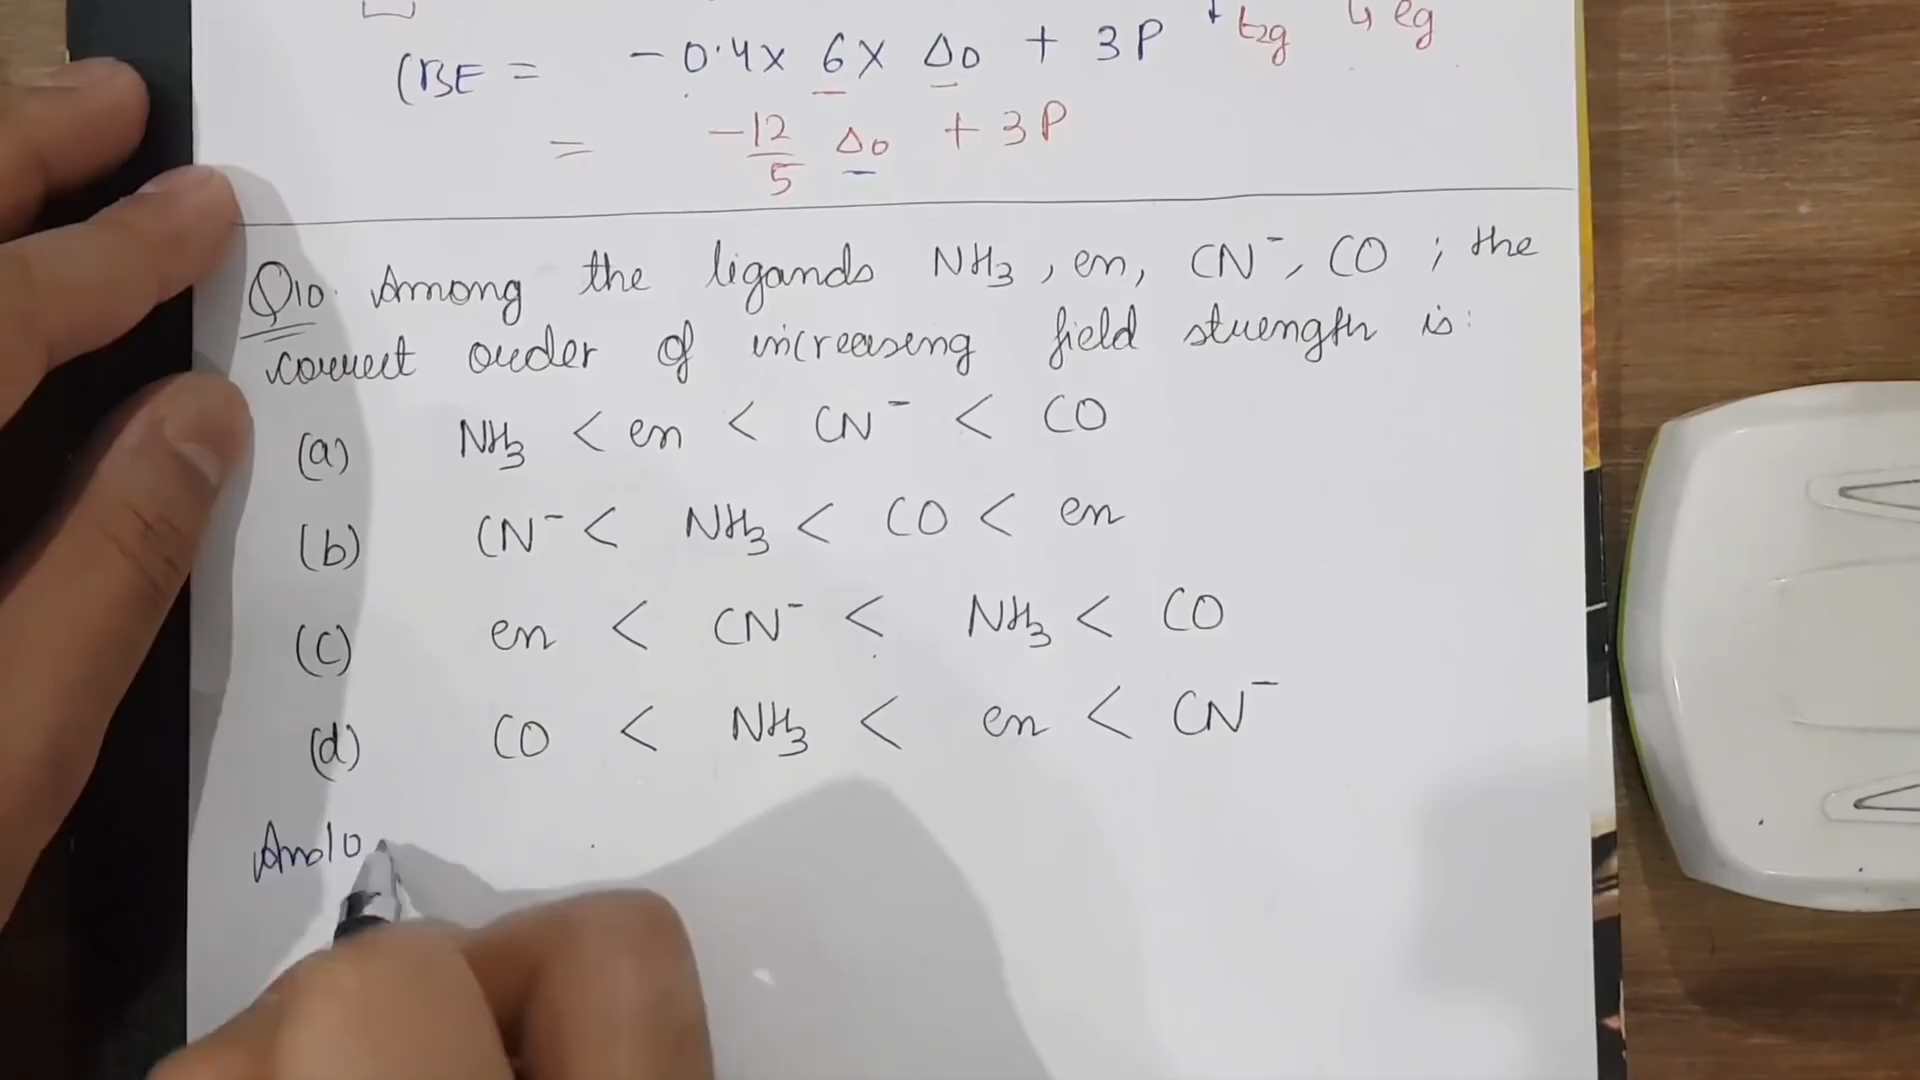 CBE = - 0.4 x 6 x Δo + 3P ↓ t2g ↳ eg
= -12/5 Δo + 3P
Q10. Among the ligands NH3, en, CN⁻, CO ; the
correct order of increasing field strength is:
(a) NH3 < en < CN⁻ < CO
(b) CN⁻ < NH3 < CO < en
(c) en < CN⁻ < NH3 < CO
(d) CO < NH3 < en < CN⁻
Ans10